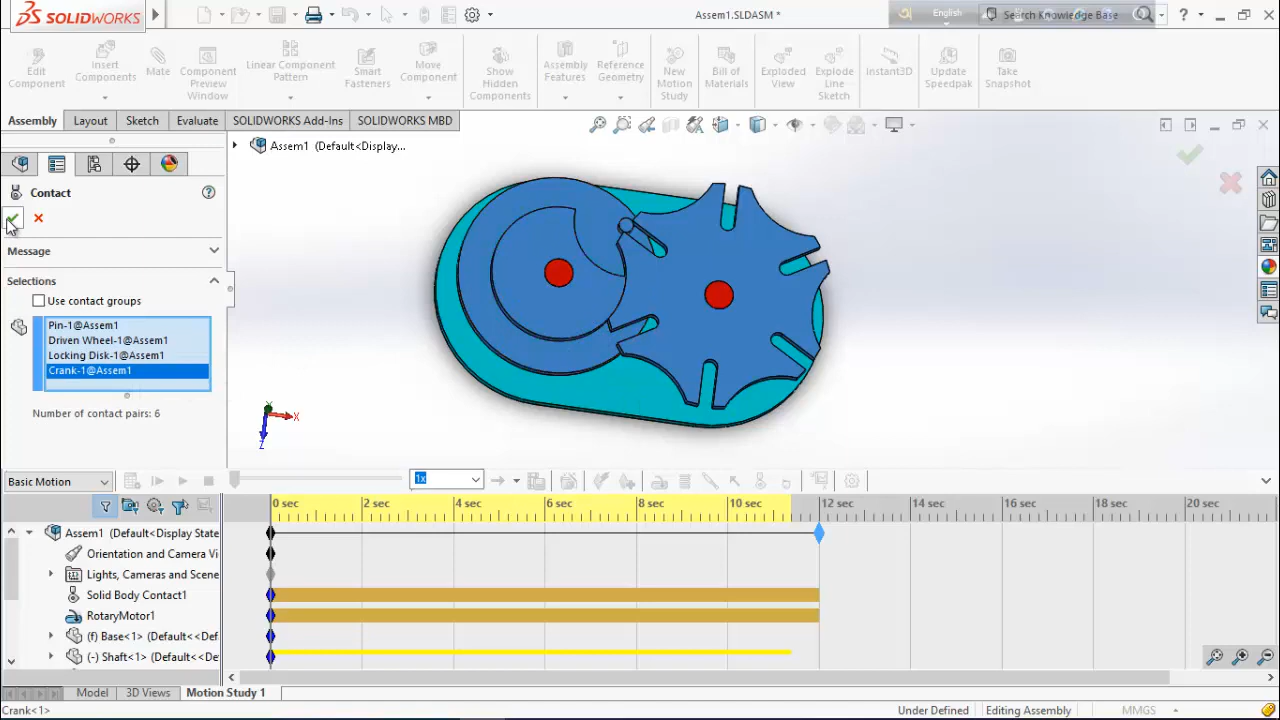 SOLIDWORKS
Assem1.SLDASM *
English
Search Knowledge Base
?
Edit Component
Insert Components
Mate
Component Preview Window
Linear Component Pattern
Smart Fasteners
Move Component
Show Hidden Components
Assembly Features
Reference Geometry
New Motion Study
Bill of Materials
Exploded View
Explode Line Sketch
Instant3D
Update Speedpak
Take Snapshot
Assembly
Layout
Sketch
Evaluate
SOLIDWORKS Add-Ins
SOLIDWORKS MBD
Assem1 (Default<Display...
Contact
?
Message
Selections
Use contact groups
Pin-1@Assem1
Driven Wheel-1@Assem1
Locking Disk-1@Assem1
Crank-1@Assem1
Number of contact pairs: 6
Y
X
Z
Basic Motion
1x
0 sec
2 sec
4 sec
6 sec
8 sec
10 sec
12 sec
14 sec
16 sec
18 sec
20 sec
Assem1 (Default<Display State
Orientation and Camera Vi
Lights, Cameras and Scene
Solid Body Contact1
RotaryMotor1
(f) Base<1> (Default<<Def
(-) Shaft<1> (Default<<De
Model
3D Views
Motion Study 1
Crank<1>
Under Defined
Editing Assembly
MMGS